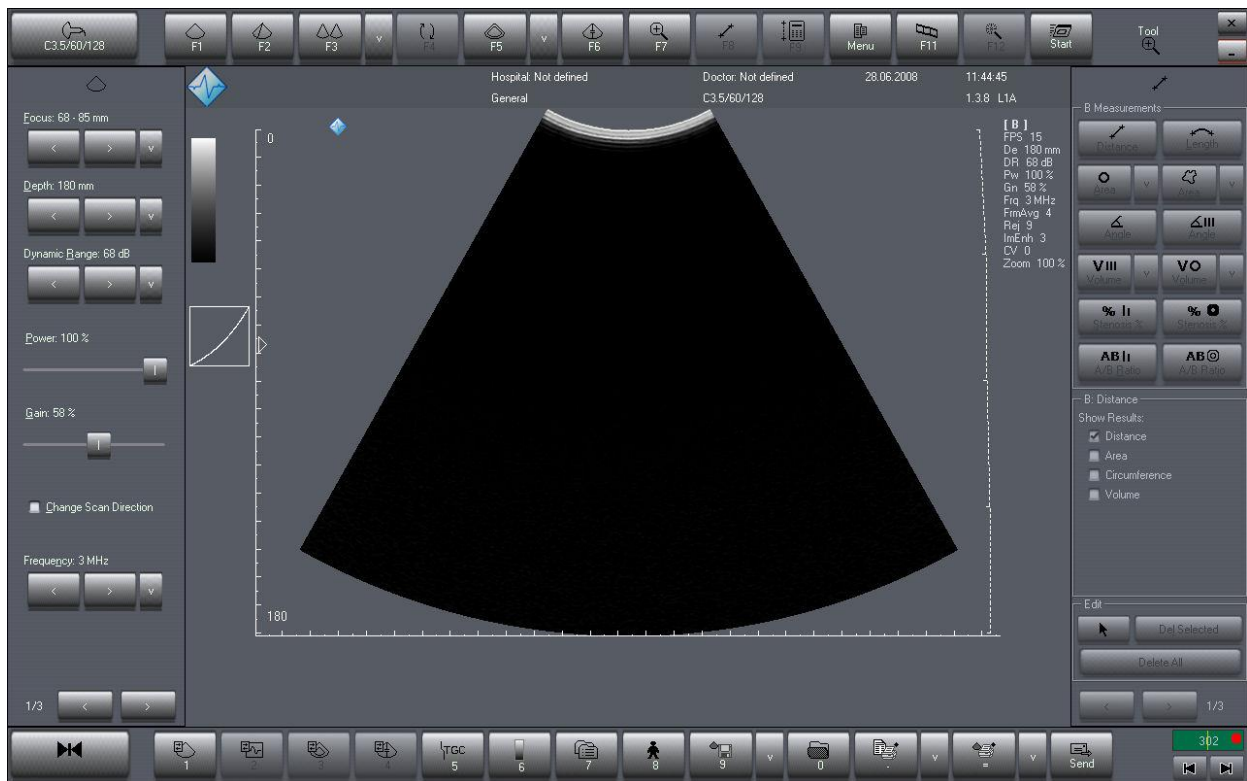 C3.5/60/128
F1
F2
F3
v
F4
F5
v
F6
F7
F8
F9
Menu
F11
F12
Start
Tool
Hospital: Not defined
Doctor: Not defined
28.06.2008
11:44:45
General
C3.5/60/128
1.3.8 L1A
Focus: 68 - 85 mm
< > v
Depth: 180 mm
< > v
Dynamic Range: 68 dB
< > v
Power: 100 %
Gain: 58 %
Change Scan Direction
Frequency: 3 MHz
< > v
1/3 < >
0
180
[ B ]
FPS 15
De 180 mm
DR 68 dB
Pw 100 %
Gn 58 %
Frq 3 MHz
FrmAvg 4
Rej 9
ImEnh 3
CV 0
Zoom 100 %
B Measurements
Distance
Length
Area v
Area v
Angle
Angle
VIII
Volume v
VO
Volume v
% II
Stenosis %
%
Stenosis %
AB II
A/B Ratio
AB
A/B Ratio
B: Distance
Show Results:
Distance
Area
Circumference
Volume
Edit
Del Selected
Delete All
< > 1/3
1
2
3
4
TGC
5
6
7
8
9
v
0
.
v
=
v
Send
302